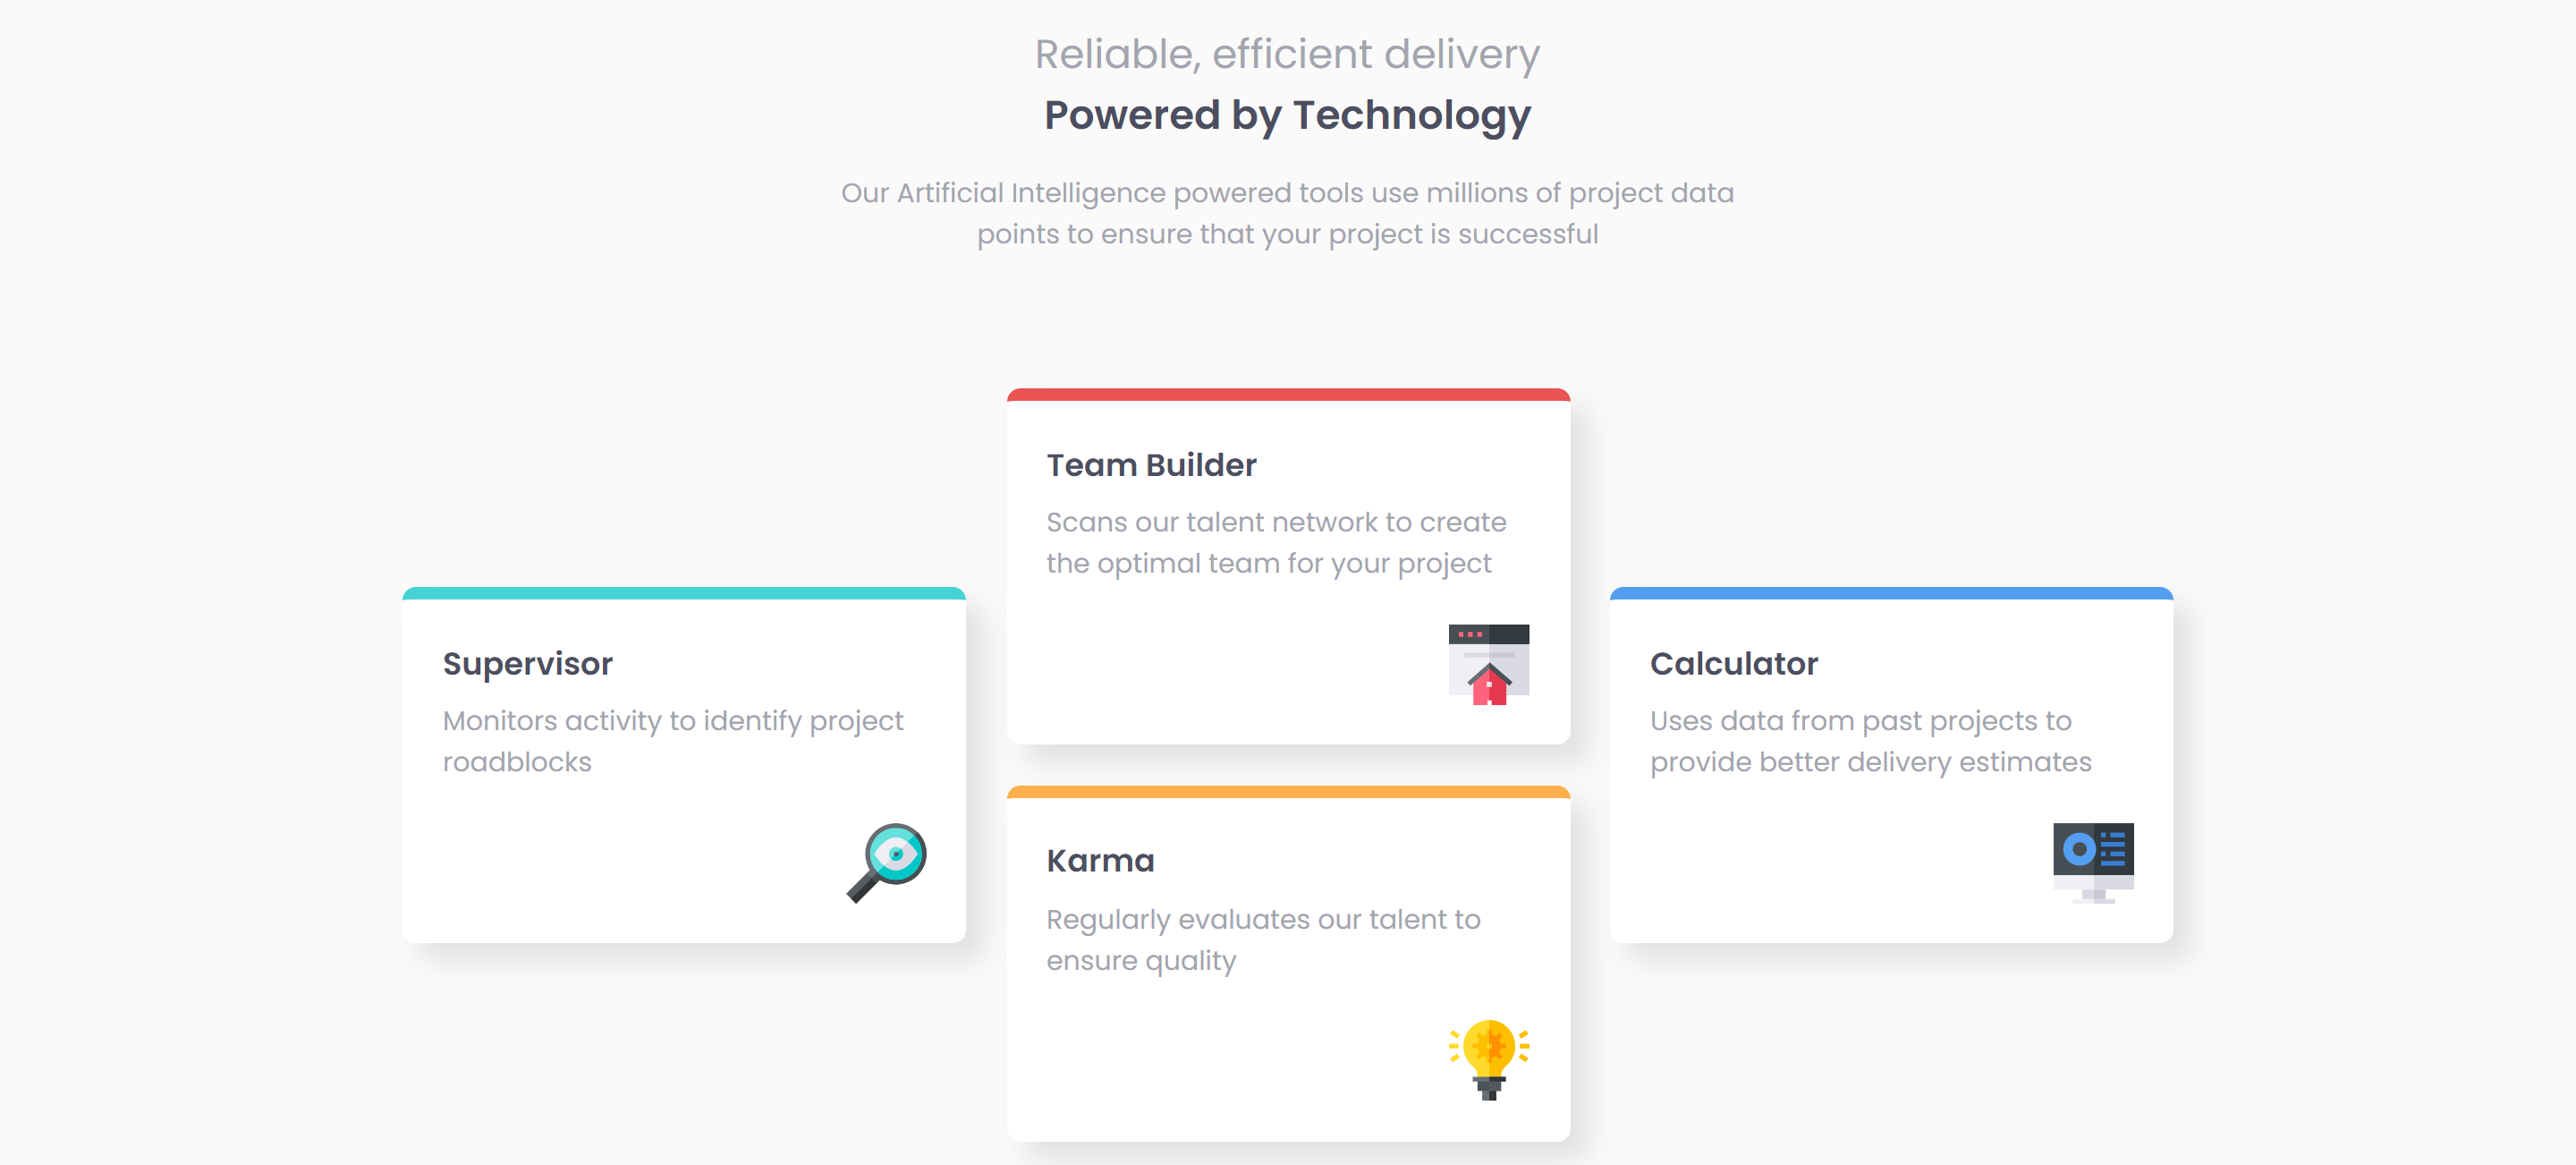 Reliable, efficient delivery
Powered by Technology
Our Artificial Intelligence powered tools use millions of project data
points to ensure that your project is successful
Supervisor
Monitors activity to identify project
roadblocks
Team Builder
Scans our talent network to create
the optimal team for your project
Karma
Regularly evaluates our talent to
ensure quality
Calculator
Uses data from past projects to
provide better delivery estimates